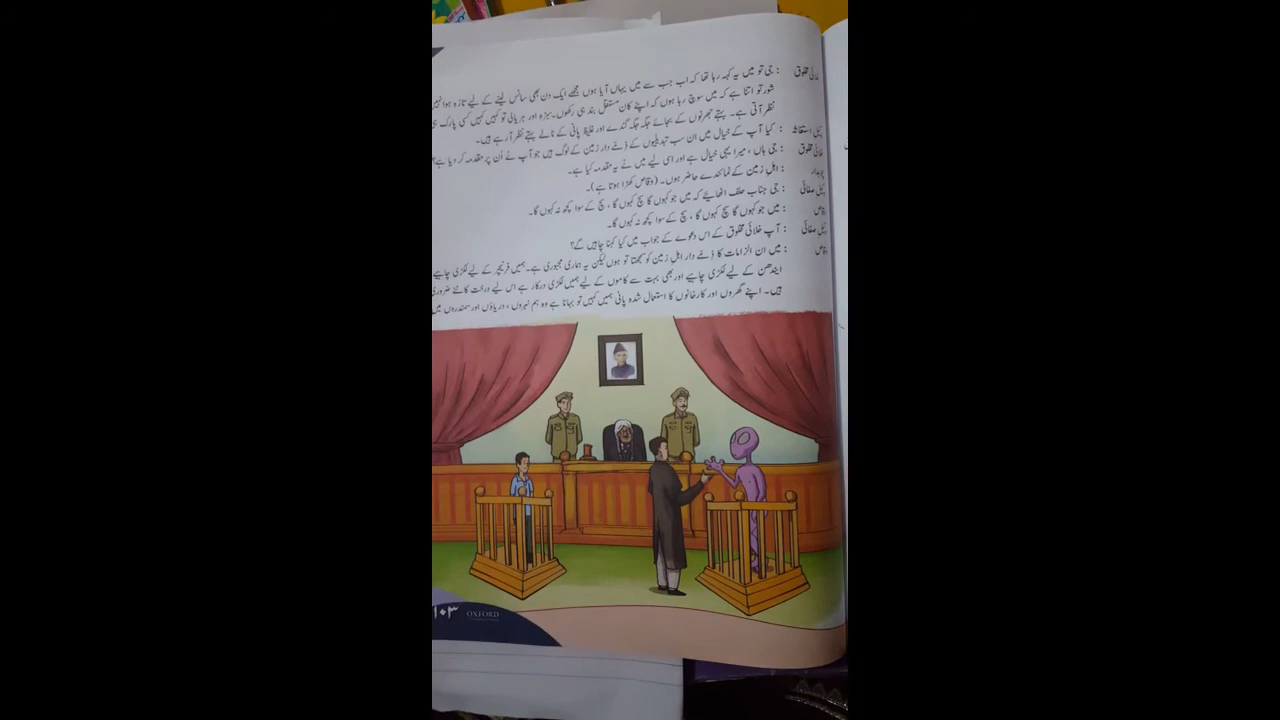 خلائی مخلوق : جی تو میں یہ کہہ رہا تھا کہ اب جب سے میں یہاں آیا ہوں مجھے ایک دن بھی سانس لینے کے لیے تازہ ہوا نہیں
شور تو اتنا ہے کہ میں سوچ رہا ہوں کہ اپنے کان مستقل بند ہی رکھوں۔ سبزہ اور ہریالی تو کہیں کہیں کسی پارک ہی
نظر آتی ہے۔ بہتے جھرنوں کے بجائے جگہ جگہ گندے اور غلیظ پانی کے نالے بہتے نظر آ رہے ہیں۔
وکیلِ استغاثہ : کیا آپ کے خیال میں ان سب تبدیلیوں کے ذمّے دار زمین کے لوگ ہیں جو آپ نے اُن پر مقدمہ کر دیا ہے؟
خلائی مخلوق : جی ہاں، میرا یہی خیال ہے اور اسی لیے میں نے یہ مقدمہ کیا ہے۔
چوبدار : اہلِ زمین کے نمائندے حاضر ہوں۔ (وقاص کھڑا ہوتا ہے)۔
وکیلِ صفائی : جی جناب حلف اٹھائیے کہ میں جو کہوں گا سچ کہوں گا، سچ کے سوا کچھ نہ کہوں گا۔
وقاص : میں جو کہوں گا سچ کہوں گا، سچ کے سوا کچھ نہ کہوں گا۔
وکیلِ صفائی : آپ خلائی مخلوق کے اس دعوے کے جواب میں کیا کہنا چاہیں گے؟
وقاص : میں ان الزامات کا ذمّے دار اہلِ زمین کو سمجھتا تو ہوں لیکن یہ ہماری مجبوری ہے۔ ہمیں فرنیچر کے لیے لکڑی چاہیے
ایندھن کے لیے لکڑی چاہیے اور بھی بہت سے کاموں کے لیے ہمیں لکڑی درکار ہے اس لیے درخت کاٹنے ضروری
ہیں۔ اپنے گھروں اور کارخانوں کا استعمال شدہ پانی ہمیں کہیں تو بہانا ہے وہ ہم نہروں، دریاؤں اور سمندروں میں
۱۰۳ OXFORD